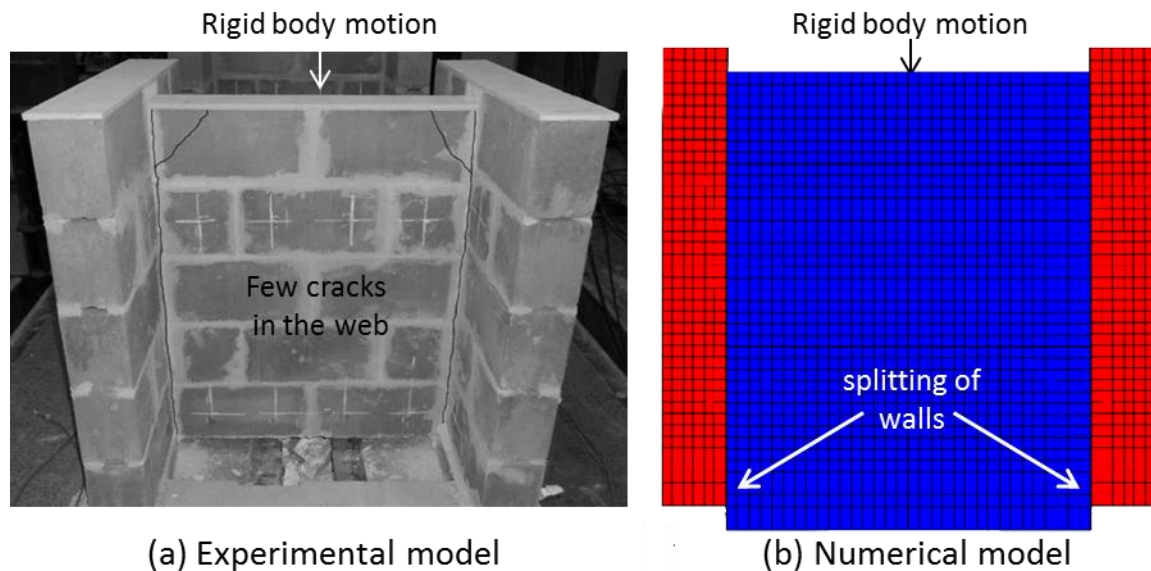 Rigid body motion
Few cracks
in the web
(a) Experimental model
Rigid body motion
splitting of
walls
(b) Numerical model